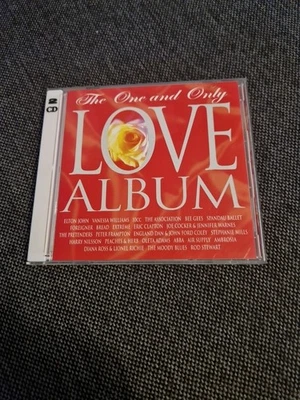 2
CD
The One and Only
LOVE
ALBUM
ELTON JOHN VANESSA WILLIAMS 10CC THE ASSOCIATION BEE GEES SPANDAU BALLET
FOREIGNER BREAD EXTREME ERIC CLAPTON JOE COCKER & JENNIFER WARNES
THE PRETENDERS PETER FRAMPTON ENGLAND DAN & JOHN FORD COLEY STEPHANIE MILLS
HARRY NILSSON PEACHES & HERB OLETA ADAMS ABBA AIR SUPPLY AMBROSIA
DIANA ROSS & LIONEL RICHIE THE MOODY BLUES ROD STEWART